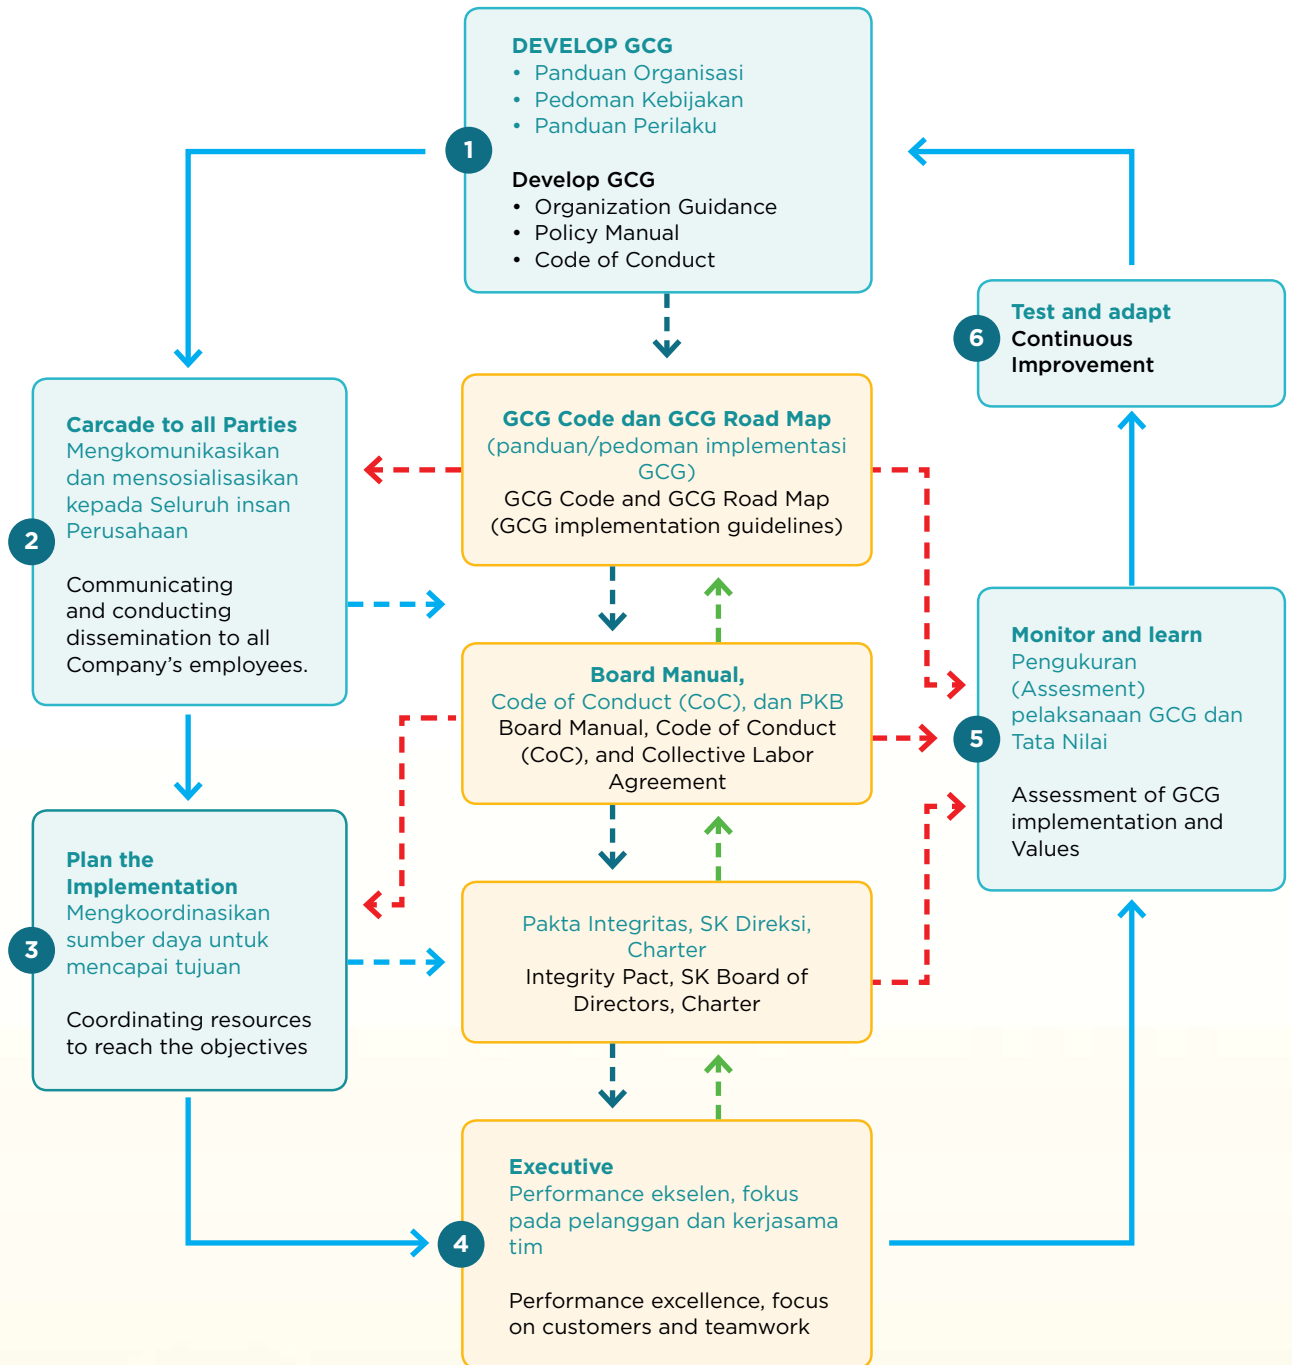 DEVELOP GCG
• Panduan Organisasi
• Pedoman Kebijakan
• Panduan Perilaku
1
Develop GCG
• Organization Guidance
• Policy Manual
• Code of Conduct
6
Test and adapt
Continuous
Improvement
2
Carcade to all Parties
Mengkomunikasikan
dan mensosialisasikan
kepada Seluruh insan
Perusahaan
Communicating
and conducting
dissemination to all
Company's employees.
GCG Code dan GCG Road Map
(panduan/pedoman implementasi
GCG)
GCG Code and GCG Road Map
(GCG implementation guidelines)
Board Manual,
Code of Conduct (CoC), dan PKB
Board Manual, Code of Conduct
(CoC), and Collective Labor
Agreement
5
Monitor and learn
Pengukuran
(Assesment)
pelaksanaan GCG dan
Tata Nilai
Assessment of GCG
implementation and
Values
3
Plan the
Implementation
Mengkoordinasikan
sumber daya untuk
mencapai tujuan
Coordinating resources
to reach the objectives
Pakta Integritas, SK Direksi,
Charter
Integrity Pact, SK Board of
Directors, Charter
4
Executive
Performance ekselen, fokus
pada pelanggan dan kerjasama
tim
Performance excellence, focus
on customers and teamwork